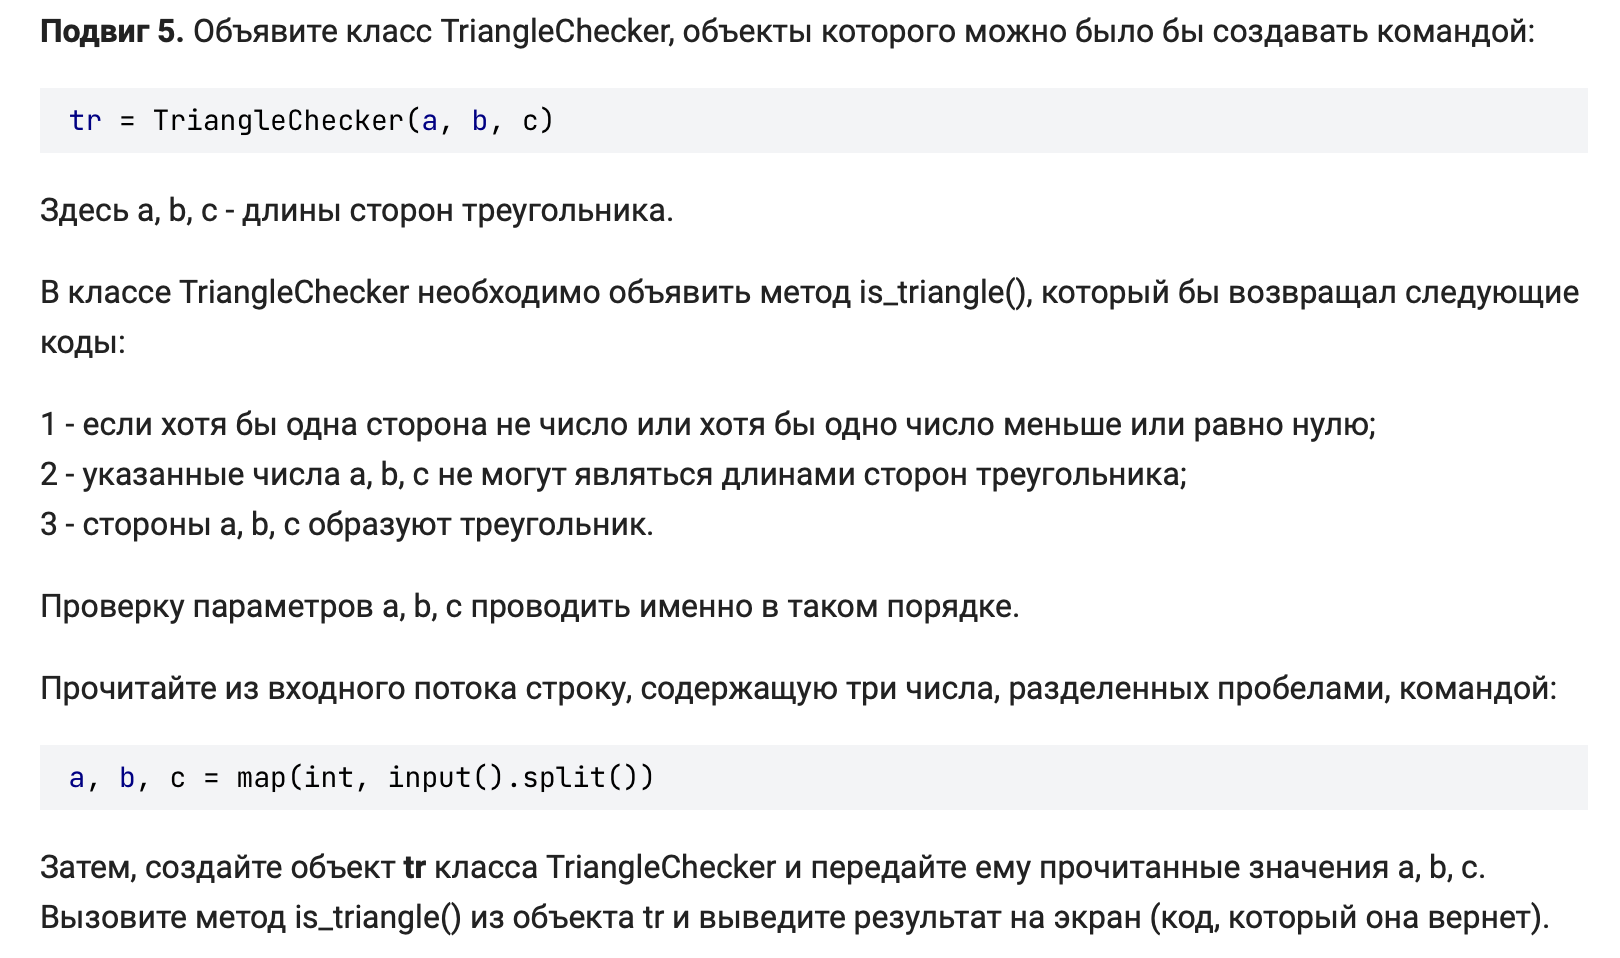 Подвиг 5. Объявите класс TriangleChecker, объекты которого можно было бы создавать командой:
tr = TriangleChecker(a, b, c)
Здесь a, b, c - длины сторон треугольника.
В классе TriangleChecker необходимо объявить метод is_triangle(), который бы возвращал следующие
коды:
1 - если хотя бы одна сторона не число или хотя бы одно число меньше или равно нулю;
2 - указанные числа a, b, c не могут являться длинами сторон треугольника;
3 - стороны a, b, c образуют треугольник.
Проверку параметров a, b, c проводить именно в таком порядке.
Прочитайте из входного потока строку, содержащую три числа, разделенных пробелами, командой:
a, b, c = map(int, input().split())
Затем, создайте объект tr класса TriangleChecker и передайте ему прочитанные значения a, b, c.
Вызовите метод is_triangle() из объекта tr и выведите результат на экран (код, который она вернет).